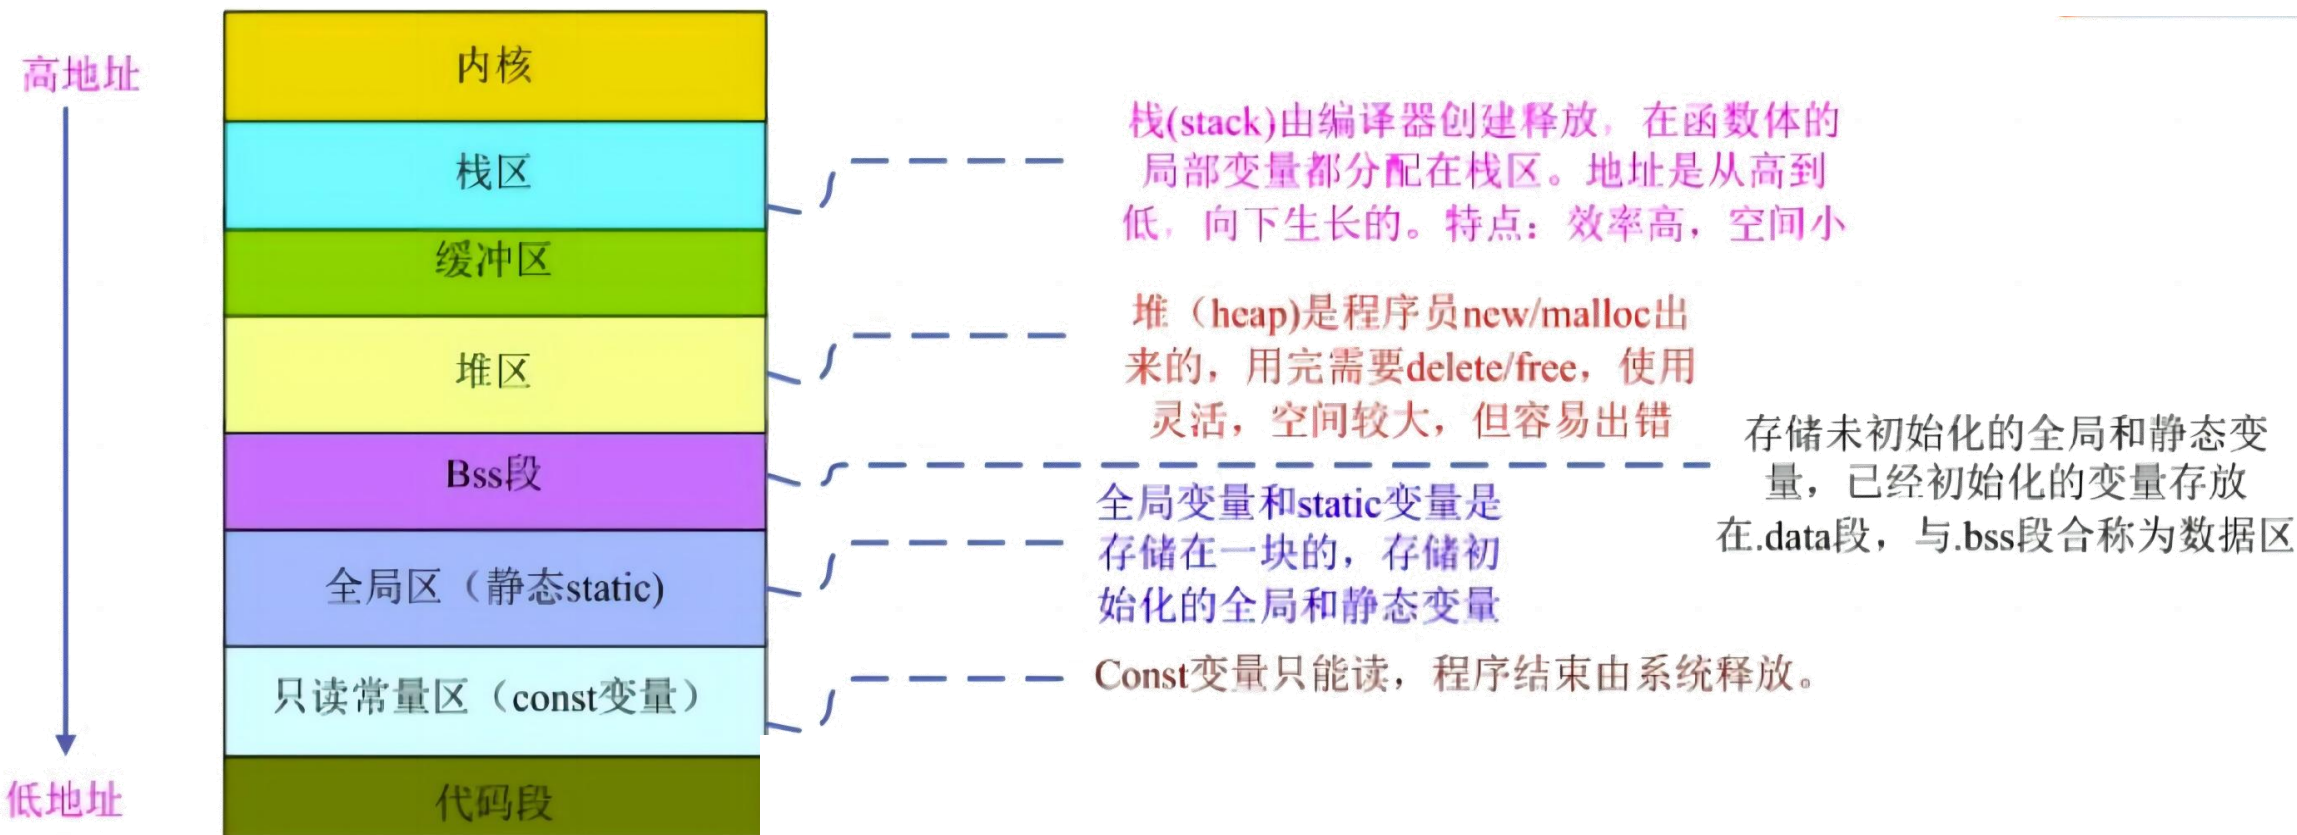 高地址
内核
栈区
缓冲区
堆区
Bss段
全局区（静态static)
只读常量区（const变量）
代码段
低地址
栈(stack)由编译器创建释放，在函数体的
局部变量都分配在栈区。地址是从高到
低，向下生长的。特点：效率高，空间小
堆（heap)是程序员new/malloc出
来的，用完需要delete/free，使用
灵活，空间较大，但容易出错
存储未初始化的全局和静态变
量，已经初始化的变量存放
在.data段，与.bss段合称为数据区
全局变量和static变量是
存储在一块的，存储初
始化的全局和静态变量
Const变量只能读，程序结束由系统释放。